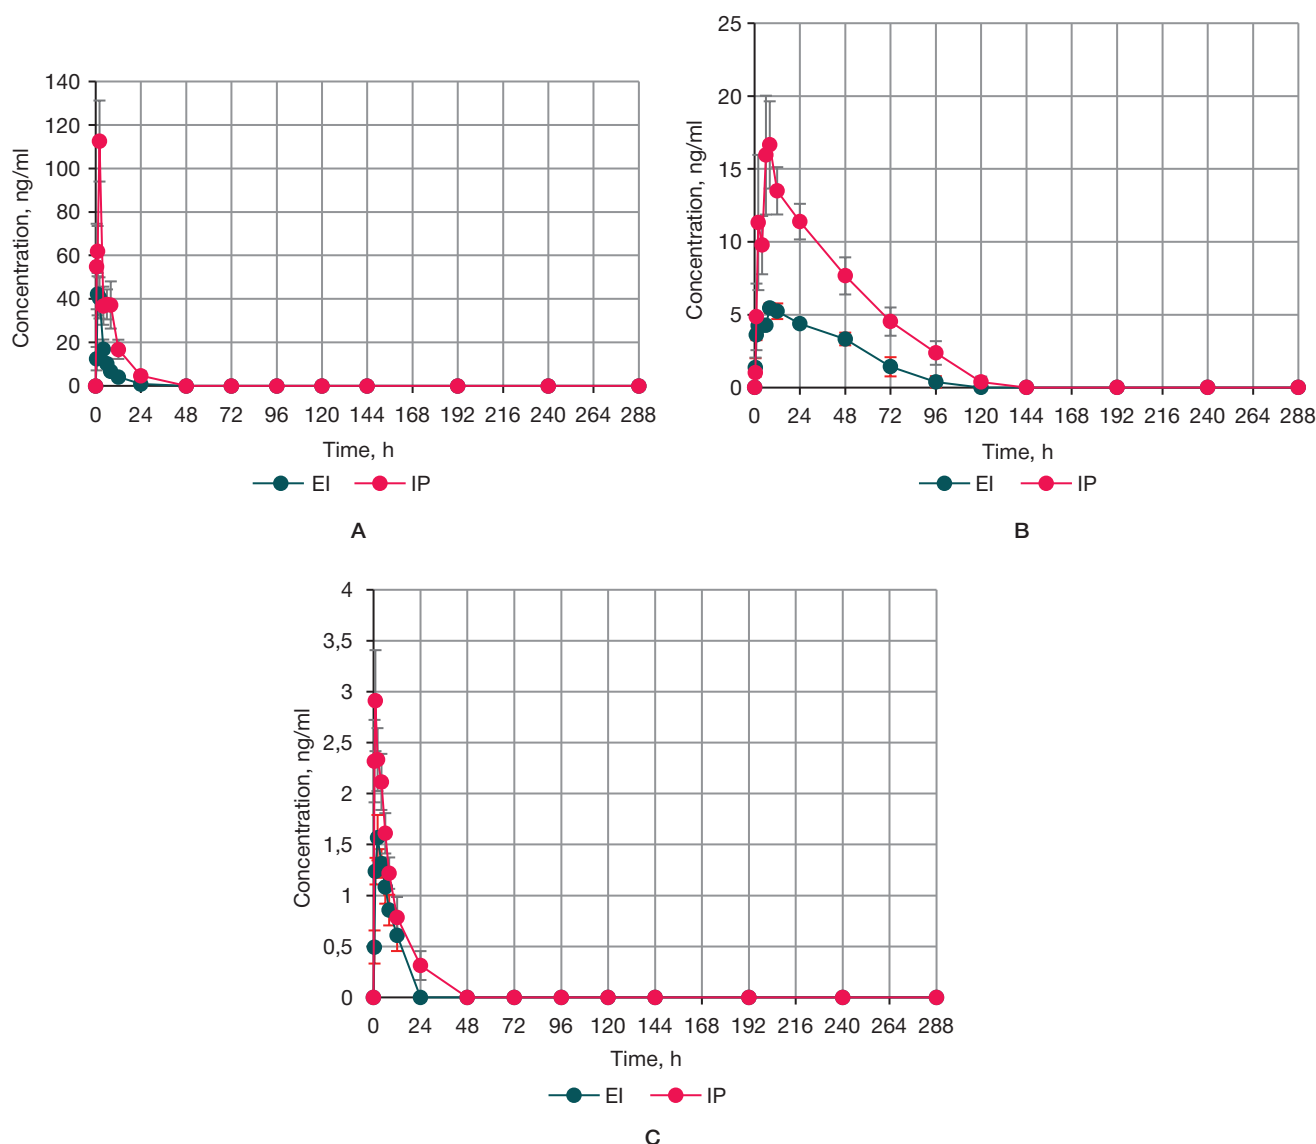 140
120
100
80
60
40
20
0
Concentration, ng/ml
0 24 48 72 96 120 144 168 192 216 240 264 288
Time, h
EI IP
A
25
20
15
10
5
0
Concentration, ng/ml
0 24 48 72 96 120 144 168 192 216 240 264 288
Time, h
EI IP
B
4
3,5
3
2,5
2
1,5
1
0,5
0
Concentration, ng/ml
0 24 48 72 96 120 144 168 192 216 240 264 288
Time, h
EI IP
C